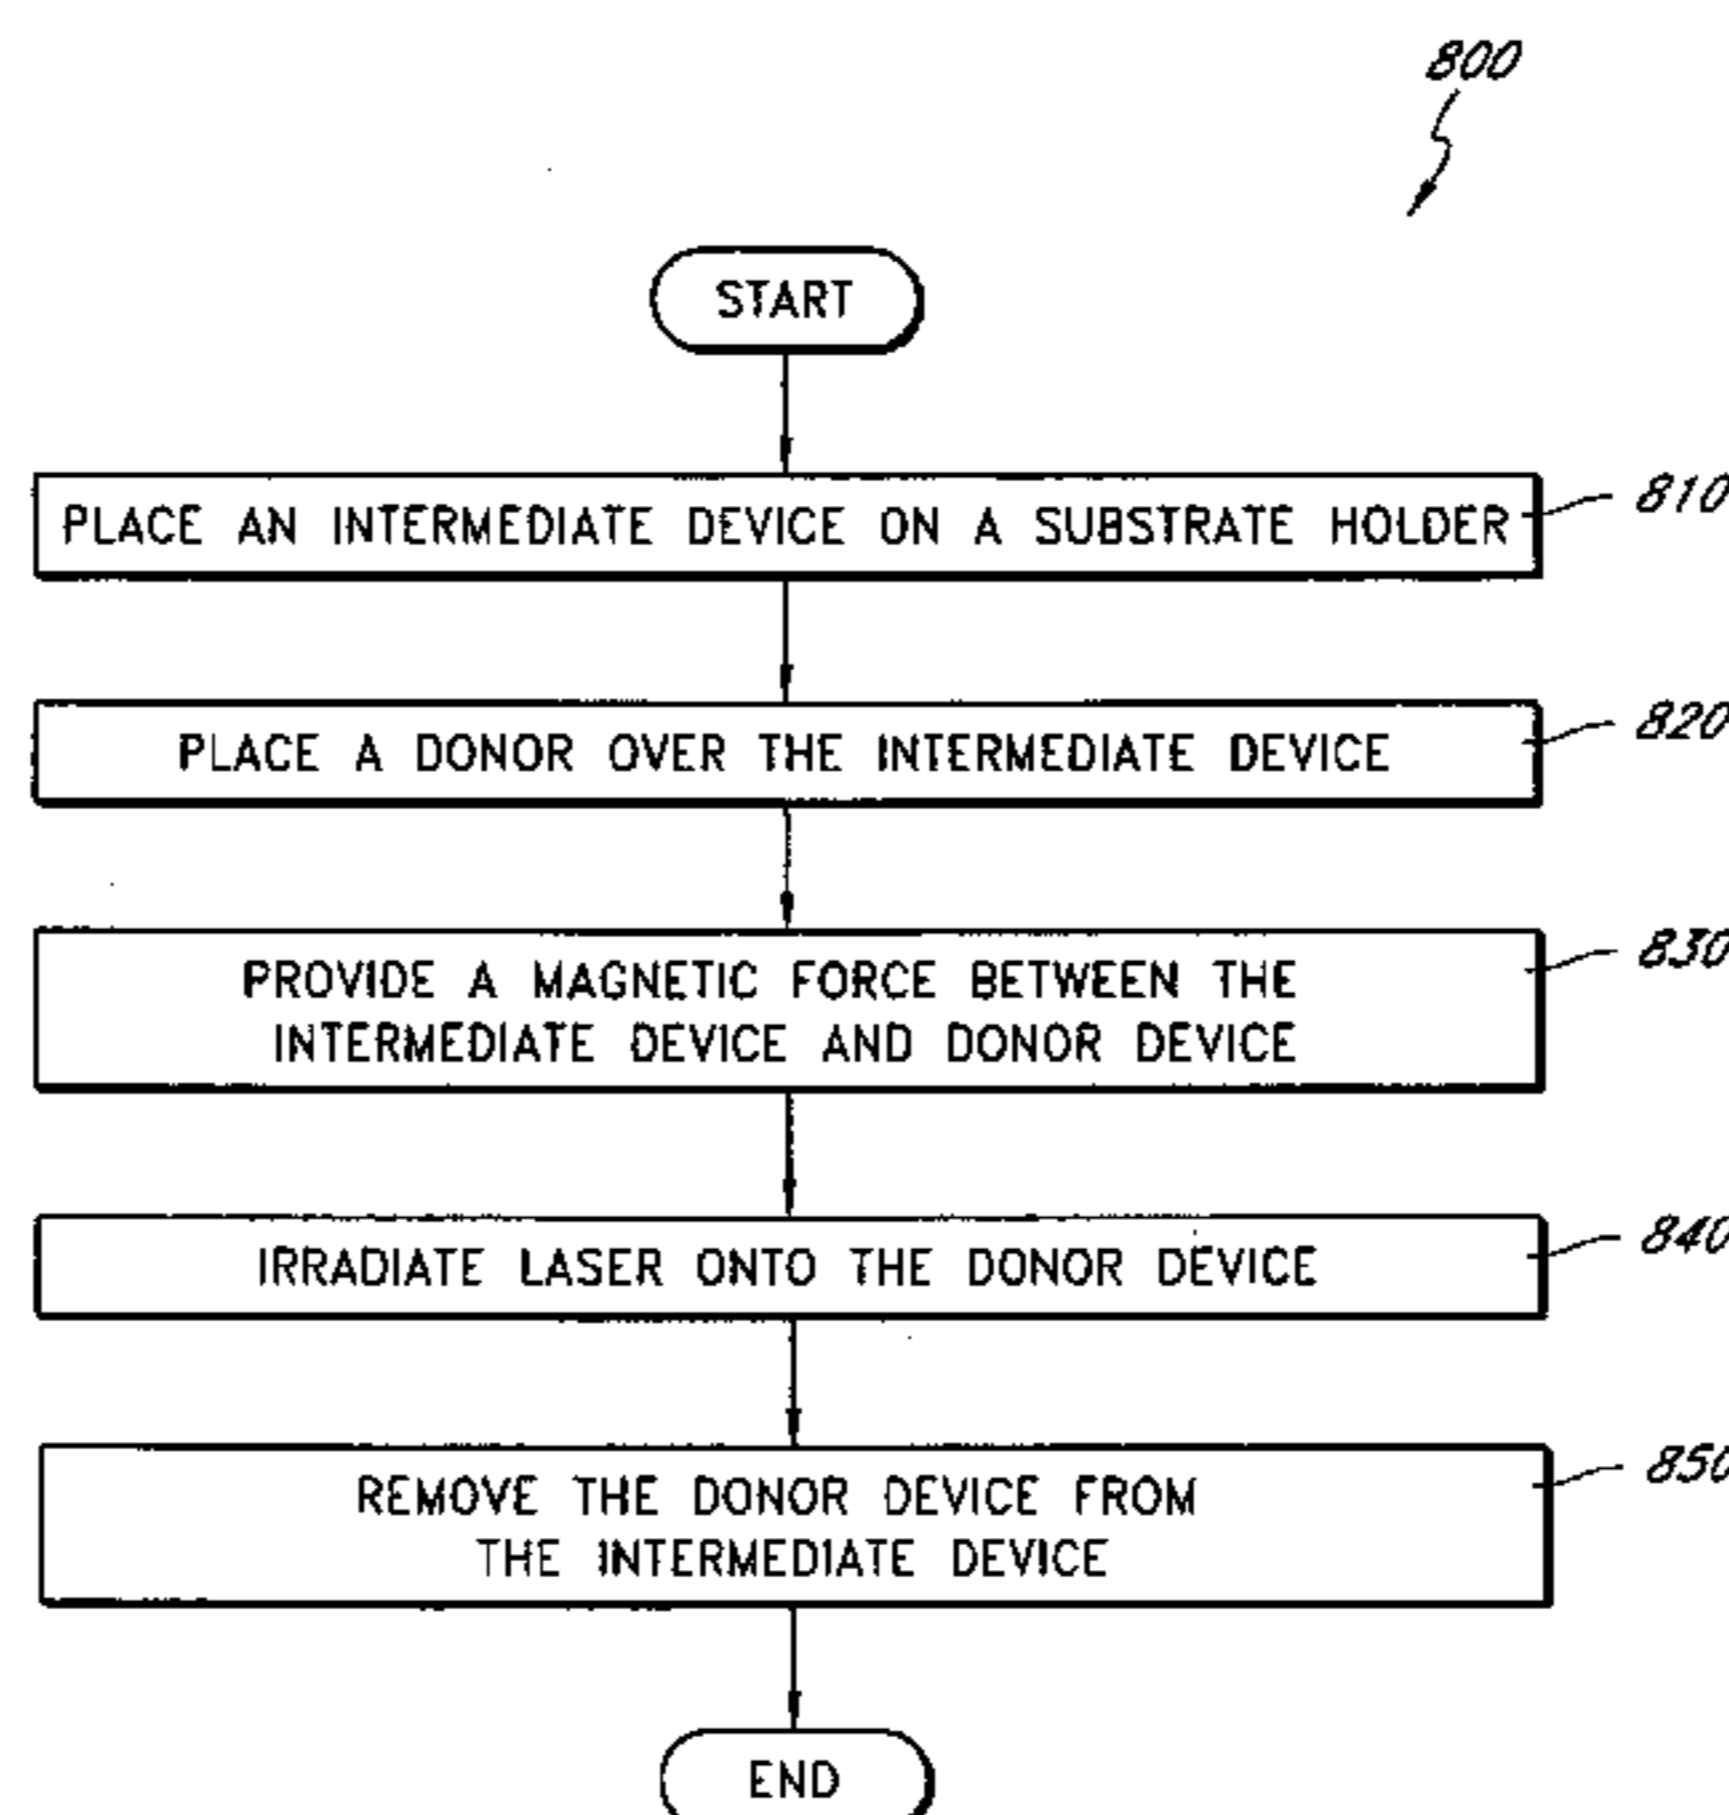 800
START
PLACE AN INTERMEDIATE DEVICE ON A SUBSTRATE HOLDER
810
PLACE A DONOR OVER THE INTERMEDIATE DEVICE
820
PROVIDE A MAGNETIC FORCE BETWEEN THE
INTERMEDIATE DEVICE AND DONOR DEVICE
830
IRRADIATE LASER ONTO THE DONOR DEVICE
840
REMOVE THE DONOR DEVICE FROM
THE INTERMEDIATE DEVICE
850
END